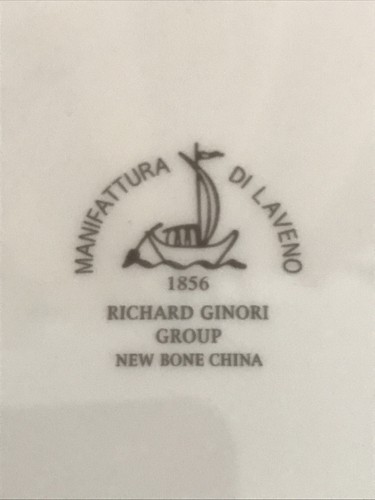 MANIFATTURA DI LAVENO
1856
RICHARD GINORI
GROUP
NEW BONE CHINA